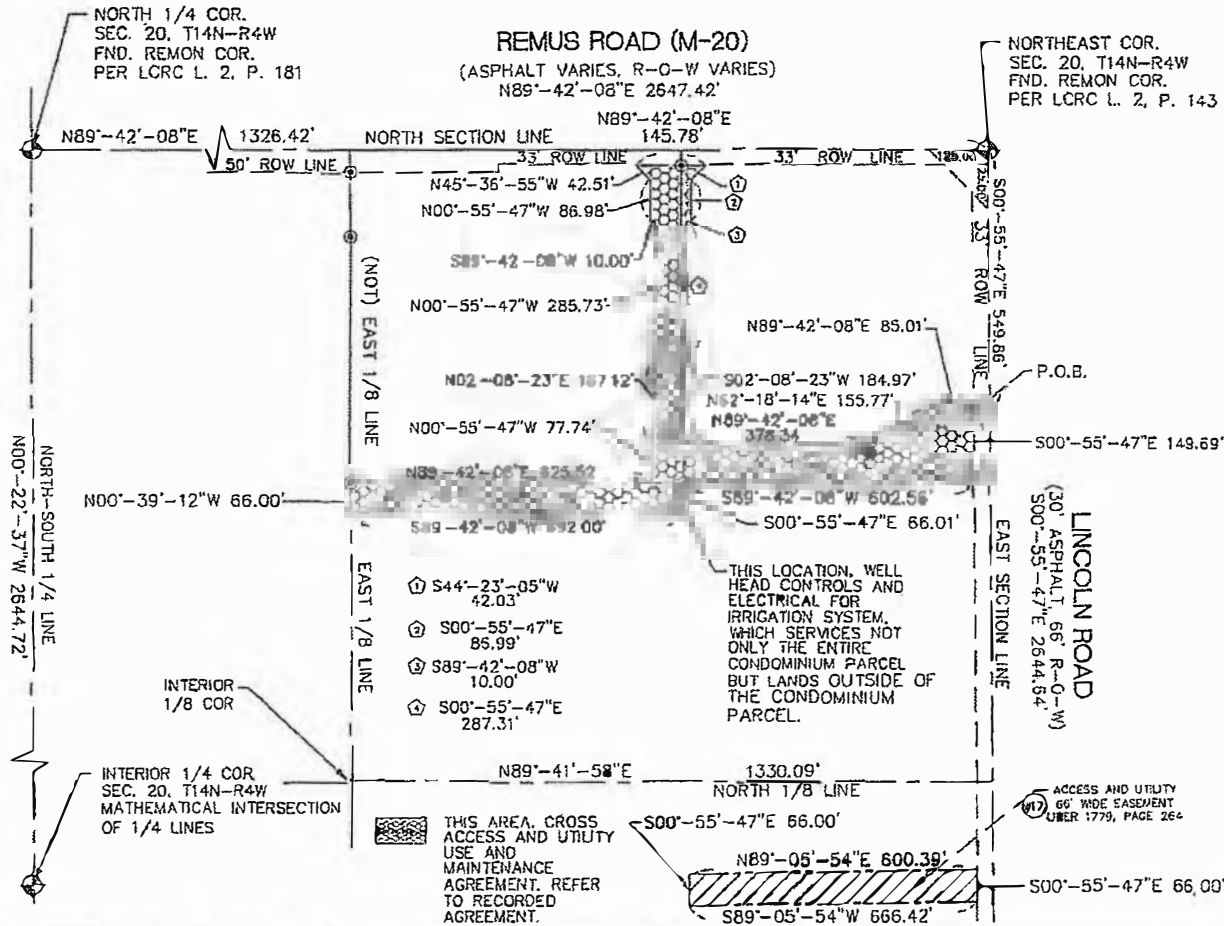 NORTH 1/4 COR.
SEC. 20, T14N-R4W
FND. REMON COR.
PER LCRC L. 2, P. 181
REMUS ROAD (M-20)
(ASPHALT VARIES, R-O-W VARIES)
N89°-42'-08"E 2647.42'
NORTHEAST COR.
SEC. 20, T14N-R4W
FND. REMON COR.
PER LCRC L. 2, P. 143
N89°-42'-08"E
145.78'
N89°-42'-08"E 1326.42'
NORTH SECTION LINE
50' ROW LINE
33' ROW LINE
33' ROW LINE
N45°-36'-55"W 42.51'
N00°-55'-47"W 86.98'
S89°-42'-08"W 10.00'
N00°-55'-47"W 285.73'
1
2
3
4
S00°-55'-47"E 549.86'
33' ROW LINE
(NOT) EAST 1/8 LINE
N89°-42'-08"E 85.01'
P.O.B.
N02°-08'-23"E 187.12'
S02°-08'-23"W 184.97'
N62°-18'-14"E 155.77'
N89°-42'-08"E
N00°-55'-47"W 77.74'
S00°-55'-47"E 149.69'
N00°-39'-12"W 66.00'
S89°-42'-08"W 602.56'
S00°-55'-47"E 66.01'
NORTH-SOUTH 1/4 LINE
N00°-22'-37"W 2644.72'
EAST 1/8 LINE
1 S44°-23'-05"W
42.03'
2 S00°-55'-47"E
86.99'
3 S89°-42'-08"W
10.00'
4 S00°-55'-47"E
287.31'
THIS LOCATION, WELL
HEAD CONTROLS AND
ELECTRICAL FOR
IRRIGATION SYSTEM,
WHICH SERVICES NOT
ONLY THE ENTIRE
CONDOMINIUM PARCEL
BUT LANDS OUTSIDE OF
THE CONDOMINIUM
PARCEL.
EAST SECTION LINE
LINCOLN ROAD
(30' ASPHALT, 66' R-O-W)
S00°-55'-47"E 2644.64'
INTERIOR
1/8 COR
INTERIOR 1/4 COR
SEC. 20, T14N-R4W
MATHEMATICAL INTERSECTION
OF 1/4 LINES
N89°-41'-58"E 1330.09'
NORTH 1/8 LINE
THIS AREA, CROSS
ACCESS AND UTILITY
USE AND
MAINTENANCE
AGREEMENT. REFER
TO RECORDED
AGREEMENT.
S00°-55'-47"E 66.00'
ACCESS AND UTILITY
66' WIDE EASEMENT
LIBER 1779, PAGE 264
#17
N89°-05'-54"E 600.39'
S89°-05'-54"W 666.42'
S00°-55'-47"E 66.00'